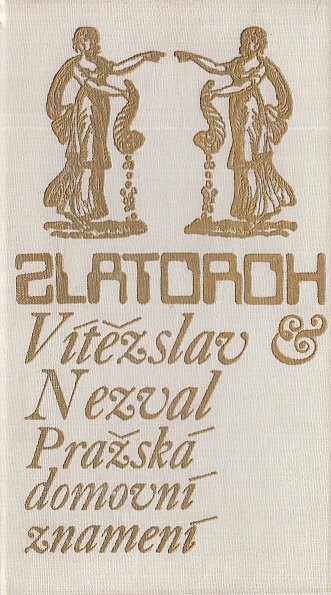 ZLATOROH
Vítězslav &
Nezval
Pražská
domovní
znamení